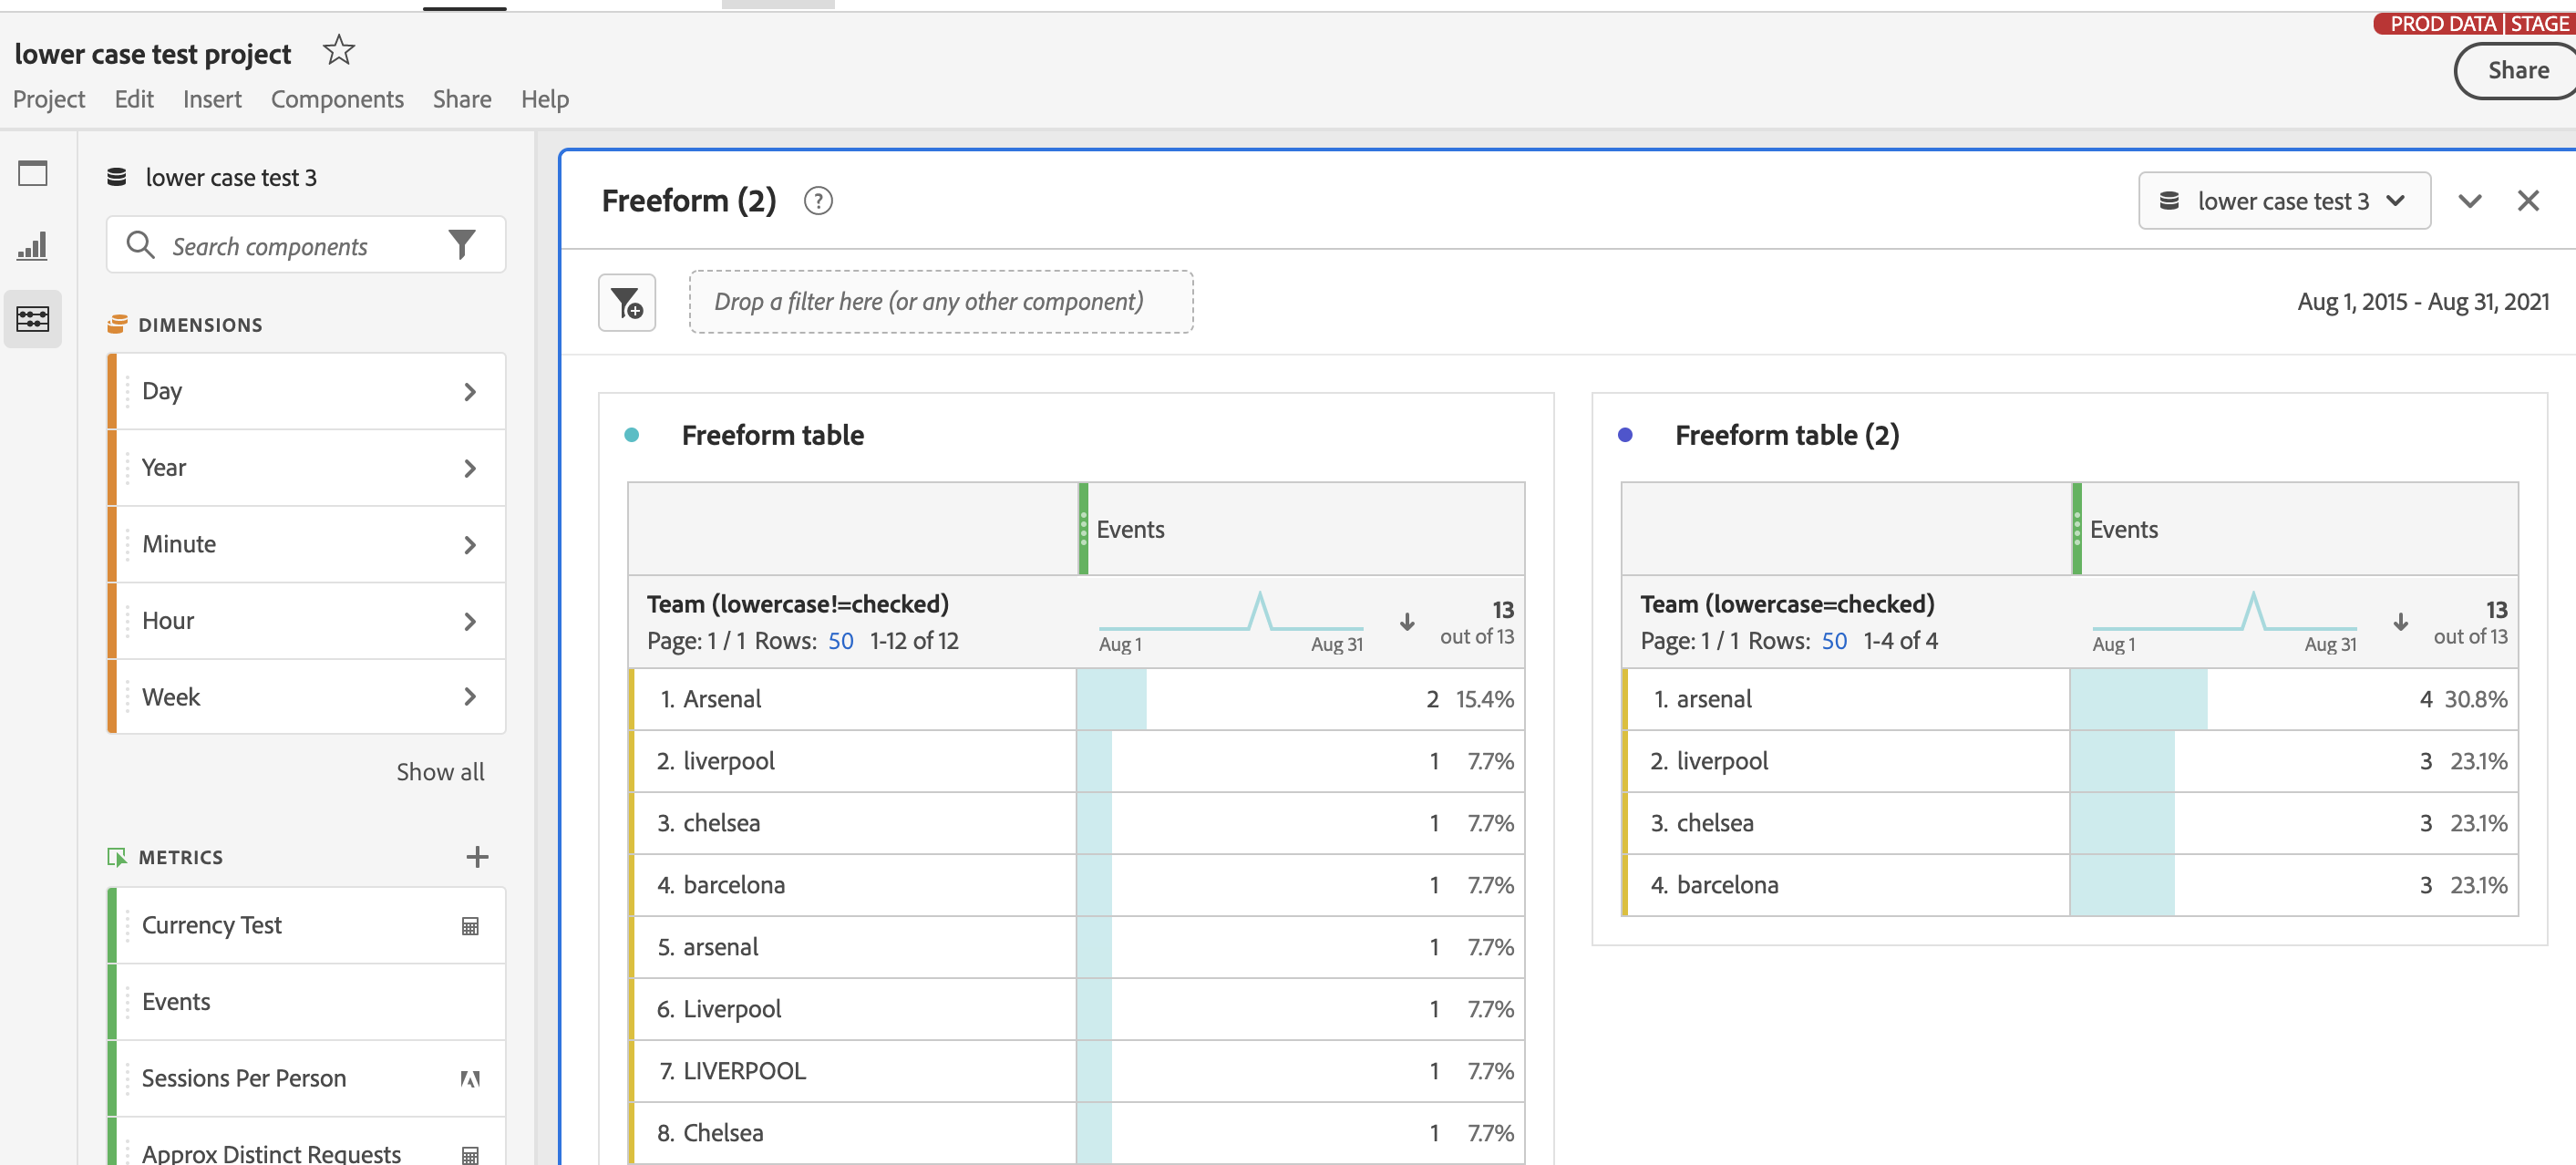 PROD DATA | STAGE
lower case test project
Share
Project Edit Insert Components Share Help
lower case test 3
Search components
DIMENSIONS
Day
Year
Minute
Hour
Week
Show all
METRICS
Currency Test
Events
Sessions Per Person
Approx Distinct Requests
Freeform (2)
lower case test 3
Drop a filter here (or any other component)
Aug 1, 2015 - Aug 31, 2021
Freeform table
Events
Team (lowercase!=checked)
Page: 1 / 1 Rows: 50 1-12 of 12
Aug 1 Aug 31
13
out of 13
1. Arsenal 2 15.4%
2. liverpool 1 7.7%
3. chelsea 1 7.7%
4. barcelona 1 7.7%
5. arsenal 1 7.7%
6. Liverpool 1 7.7%
7. LIVERPOOL 1 7.7%
8. Chelsea 1 7.7%
Freeform table (2)
Events
Team (lowercase=checked)
Page: 1 / 1 Rows: 50 1-4 of 4
Aug 1 Aug 31
13
out of 13
1. arsenal 4 30.8%
2. liverpool 3 23.1%
3. chelsea 3 23.1%
4. barcelona 3 23.1%